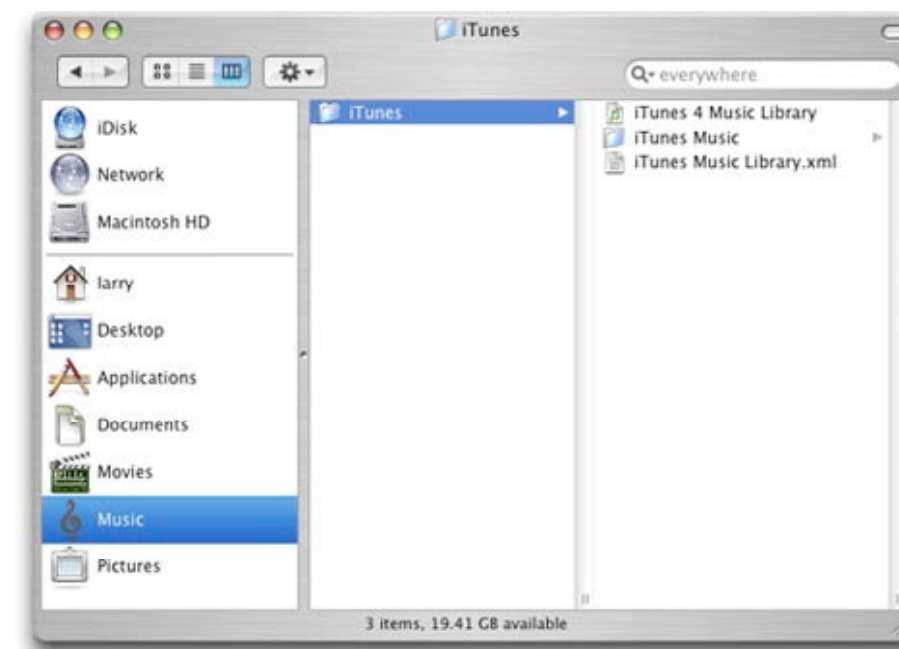 iTunes
everywhere
iDisk
Network
Macintosh HD
larry
Desktop
Applications
Documents
Movies
Music
Pictures
iTunes
iTunes 4 Music Library
iTunes Music
iTunes Music Library.xml
3 items, 19.41 GB available